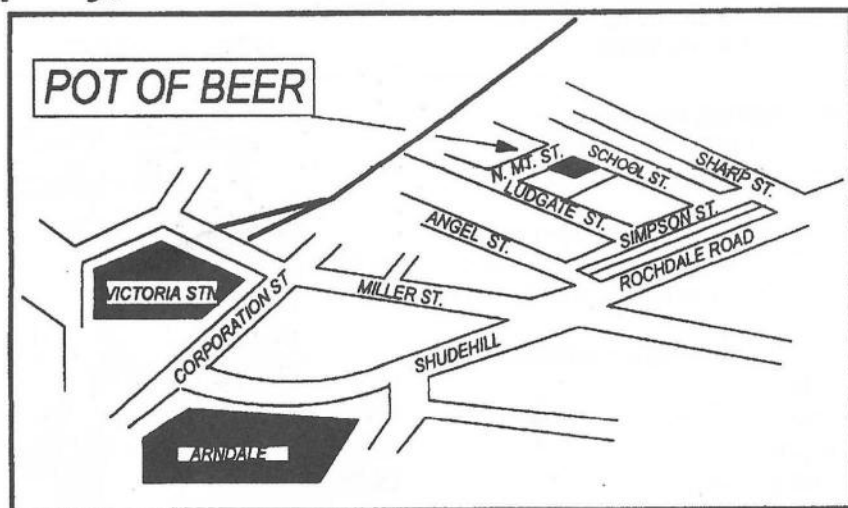 POT OF BEER
N. MT. ST.
SCHOOL ST.
SHARP ST.
LUDGATE ST.
SIMPSON ST.
ANGEL ST.
ROCHDALE ROAD
VICTORIA STN
CORPORATION ST
MILLER ST.
SHUDEHILL
ARNDALE